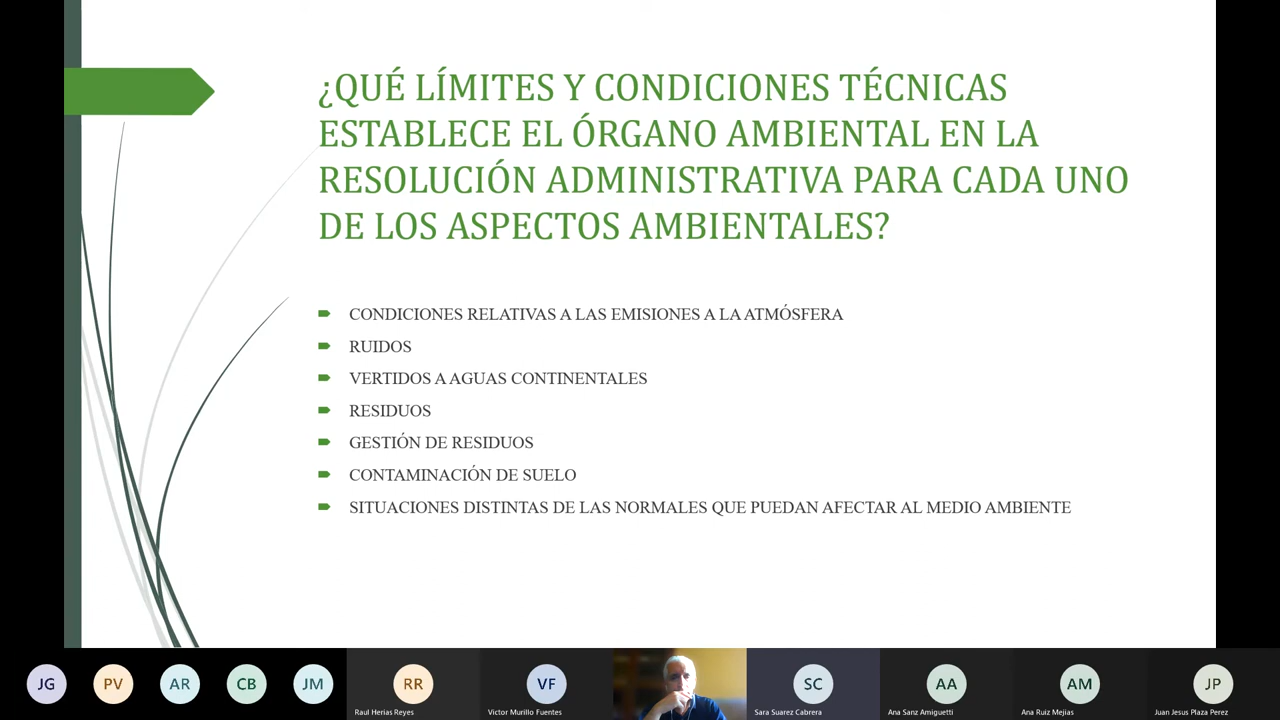 ¿QUÉ LÍMITES Y CONDICIONES TÉCNICAS
ESTABLECE EL ÓRGANO AMBIENTAL EN LA
RESOLUCIÓN ADMINISTRATIVA PARA CADA UNO
DE LOS ASPECTOS AMBIENTALES?
CONDICIONES RELATIVAS A LAS EMISIONES A LA ATMÓSFERA
RUIDOS
VERTIDOS A AGUAS CONTINENTALES
RESIDUOS
GESTIÓN DE RESIDUOS
CONTAMINACIÓN DE SUELO
SITUACIONES DISTINTAS DE LAS NORMALES QUE PUEDAN AFECTAR AL MEDIO AMBIENTE
JG PV AR CB JM RR VF SC AA AM JP
Raul Herias Reyes Victor Murillo Fuentes Sara Suarez Cabrera Ana Sanz Amiguetti Ana Ruiz Mejias Juan Jesus Plaza Perez